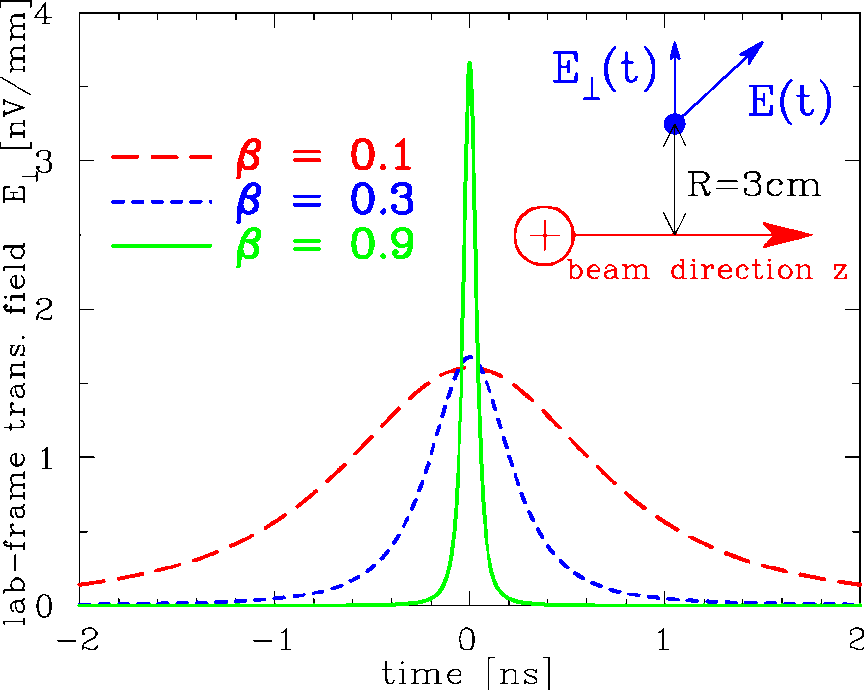 lab-frame trans. field E⊥[nV/mm]
4
3
2
1
0
β = 0.1
β = 0.3
β = 0.9
E⊥(t)
E(t)
R=3cm
+
beam direction z
-2 -1 0 1 2
time [ns]